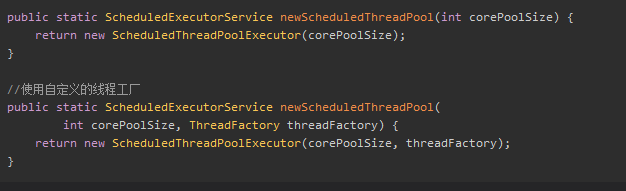 public static ScheduledExecutorService newScheduledThreadPool(int corePoolSize) {
    return new ScheduledThreadPoolExecutor(corePoolSize);
}

//使用自定义的线程工厂
public static ScheduledExecutorService newScheduledThreadPool(
        int corePoolSize, ThreadFactory threadFactory) {
    return new ScheduledThreadPoolExecutor(corePoolSize, threadFactory);
}